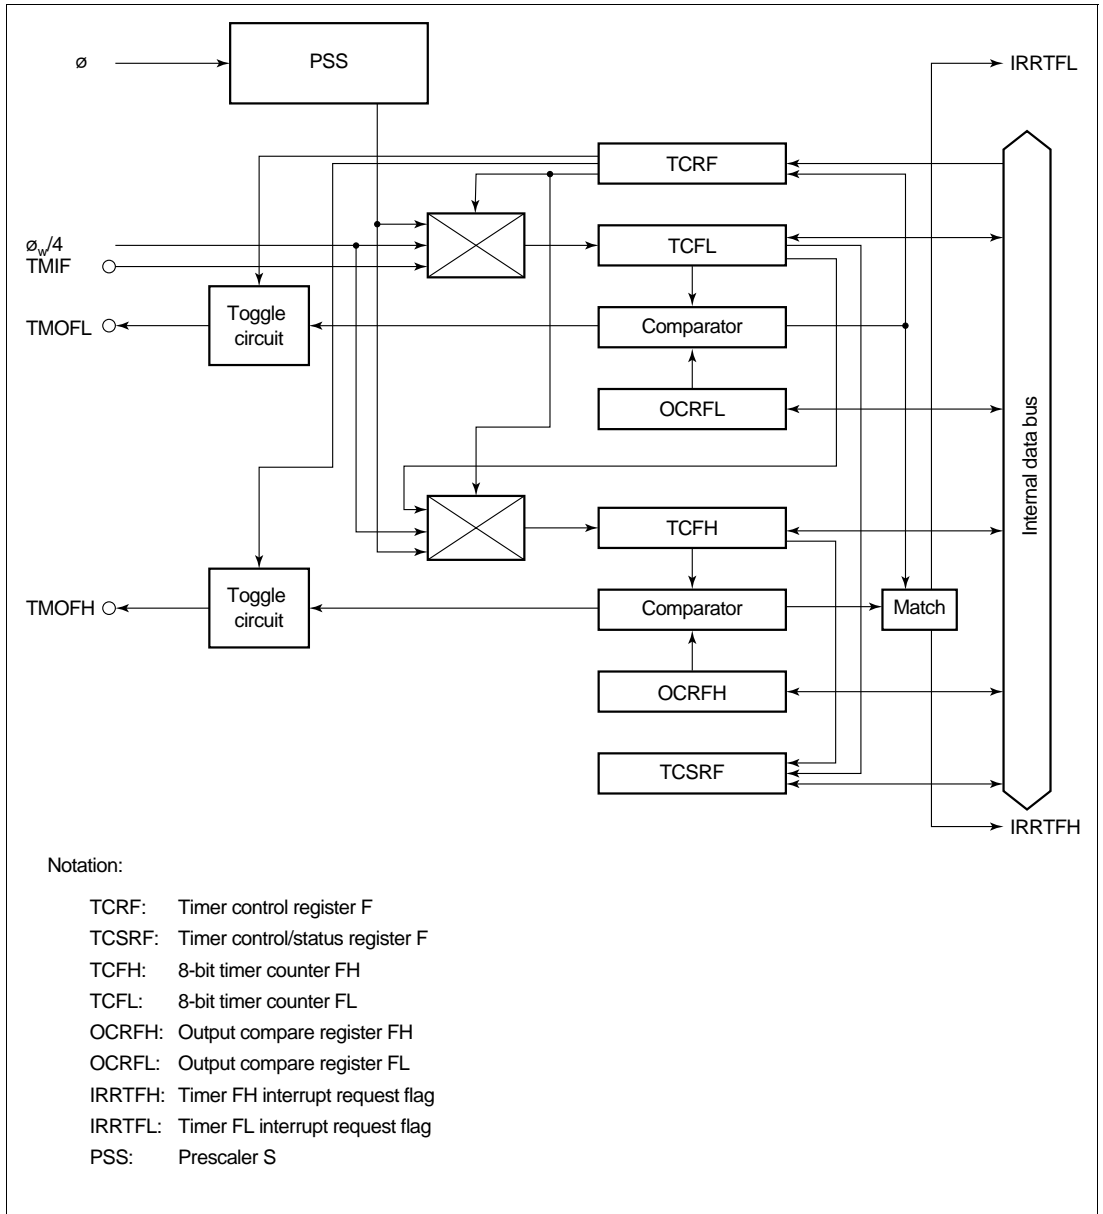 ø
PSS
IRRTFL
TCRF
ø_w/4
TMIF
TCFL
TMOFL
Toggle
circuit
Comparator
OCRFL
Internal data bus
TCFH
TMOFH
Toggle
circuit
Comparator
Match
OCRFH
TCSRF
IRRTFH
Notation:
TCRF: Timer control register F
TCSRF: Timer control/status register F
TCFH: 8-bit timer counter FH
TCFL: 8-bit timer counter FL
OCRFH: Output compare register FH
OCRFL: Output compare register FL
IRRTFH: Timer FH interrupt request flag
IRRTFL: Timer FL interrupt request flag
PSS: Prescaler S